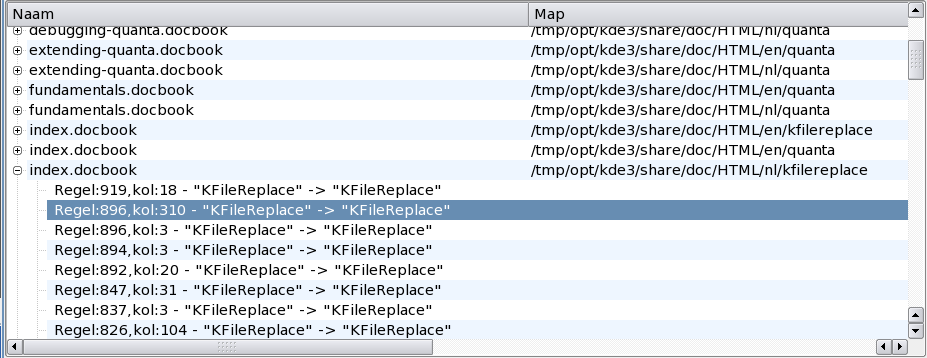 Naam Map
debugging-quanta.docbook /tmp/opt/kde3/share/doc/HTML/nl/quanta
extending-quanta.docbook /tmp/opt/kde3/share/doc/HTML/en/quanta
extending-quanta.docbook /tmp/opt/kde3/share/doc/HTML/nl/quanta
fundamentals.docbook /tmp/opt/kde3/share/doc/HTML/en/quanta
fundamentals.docbook /tmp/opt/kde3/share/doc/HTML/nl/quanta
index.docbook /tmp/opt/kde3/share/doc/HTML/en/kfilereplace
index.docbook /tmp/opt/kde3/share/doc/HTML/en/quanta
index.docbook /tmp/opt/kde3/share/doc/HTML/nl/kfilereplace
Regel:919,kol:18 - "KFileReplace" -> "KFileReplace"
Regel:896,kol:310 - "KFileReplace" -> "KFileReplace"
Regel:896,kol:3 - "KFileReplace" -> "KFileReplace"
Regel:894,kol:3 - "KFileReplace" -> "KFileReplace"
Regel:892,kol:20 - "KFileReplace" -> "KFileReplace"
Regel:847,kol:31 - "KFileReplace" -> "KFileReplace"
Regel:837,kol:3 - "KFileReplace" -> "KFileReplace"
Regel:826,kol:104 - "KFileReplace" -> "KFileReplace"